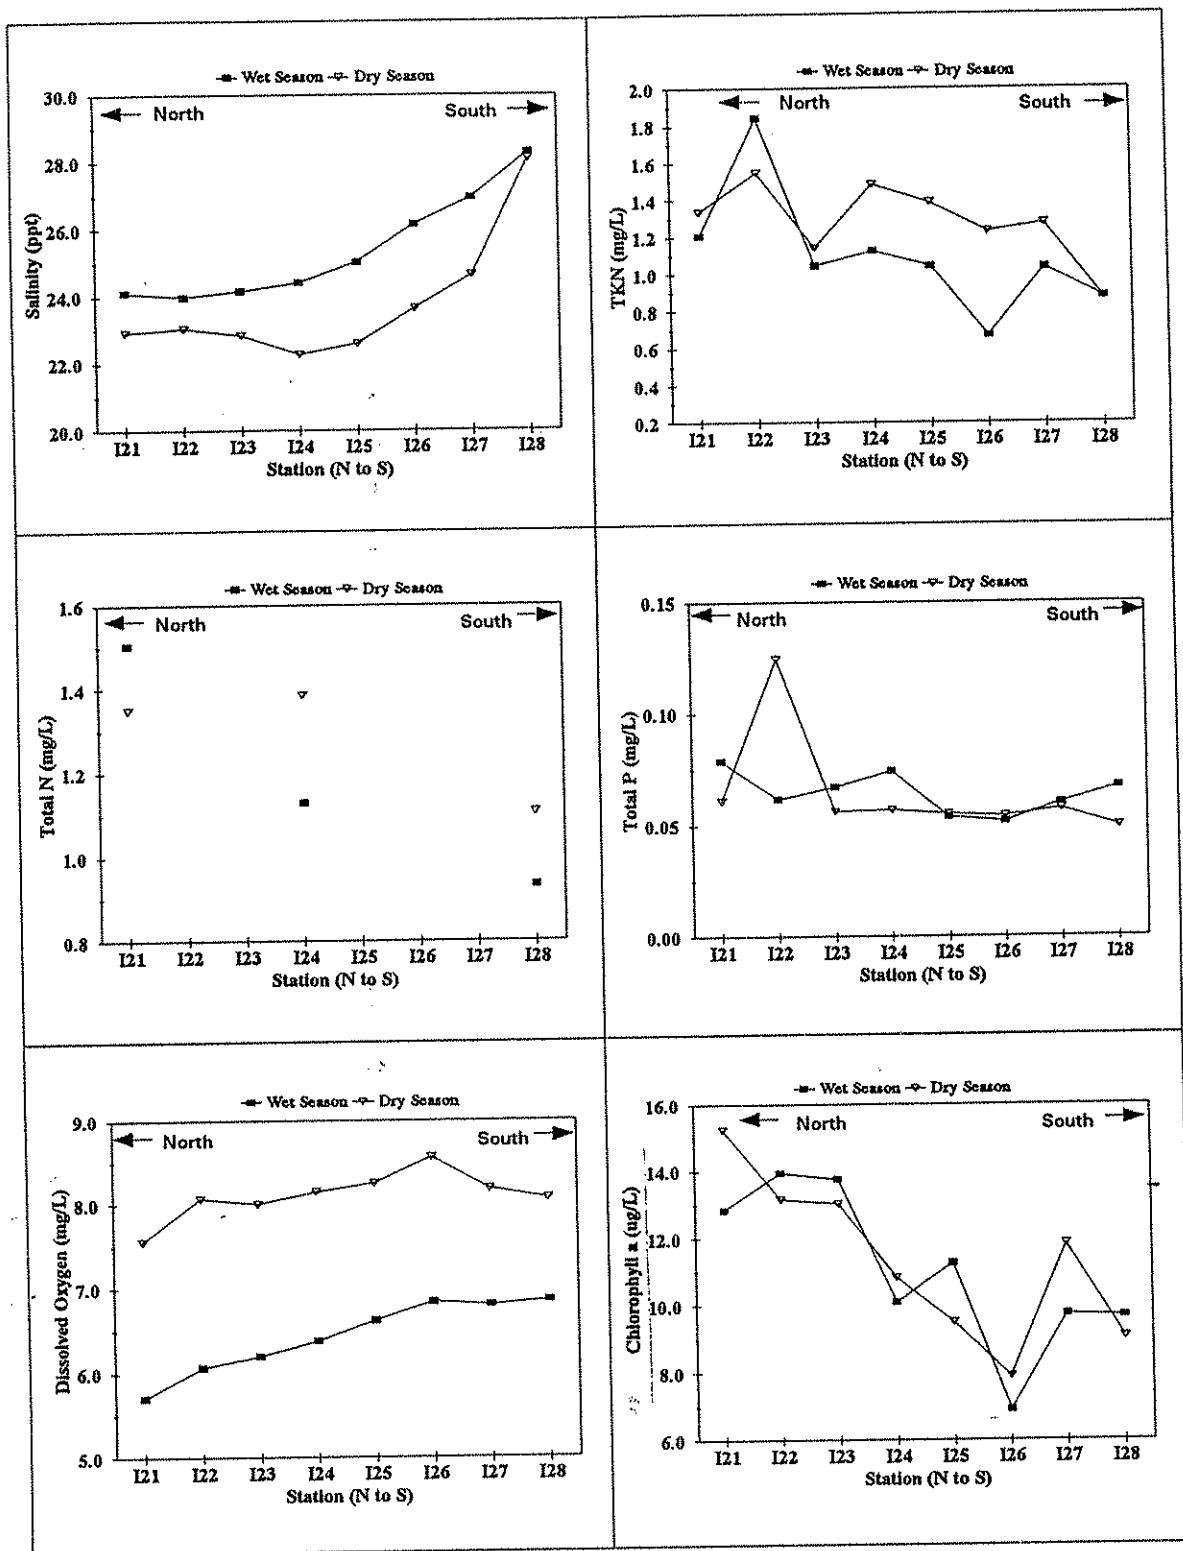 Wet Season Dry Season
30.0
North South
28.0
26.0
24.0
22.0
20.0
Salinity (ppt)
I21 I22 I23 I24 I25 I26 I27 I28
Station (N to S)
Wet Season Dry Season
2.0
North South
1.8
1.6
1.4
1.2
1.0
0.8
0.6
0.4
0.2
TKN (mg/L)
I21 I22 I23 I24 I25 I26 I27 I28
Station (N to S)
Wet Season Dry Season
1.6
North South
1.4
1.2
1.0
0.8
Total N (mg/L)
I21 I22 I23 I24 I25 I26 I27 I28
Station (N to S)
Wet Season Dry Season
0.15
North South
0.10
0.05
0.00
Total P (mg/L)
I21 I22 I23 I24 I25 I26 I27 I28
Station (N to S)
Wet Season Dry Season
9.0
North South
8.0
7.0
6.0
5.0
Dissolved Oxygen (mg/L)
I21 I22 I23 I24 I25 I26 I27 I28
Station (N to S)
Wet Season Dry Season
16.0
North South
14.0
12.0
10.0
8.0
6.0
Chlorophyll a (ug/L)
I21 I22 I23 I24 I25 I26 I27 I28
Station (N to S)